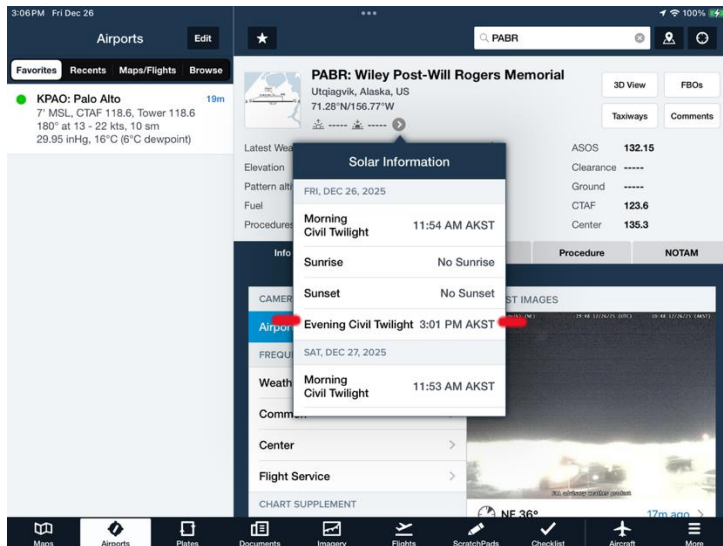 3:06 PM Fri Dec 26
100%
Airports
Edit
PABR
Favorites
Recents
Maps/Flights
Browse
KPAO: Palo Alto
19m
7' MSL, CTAF 118.6, Tower 118.6
180° at 13 - 22 kts, 10 sm
29.95 inHg, 16°C (6°C dewpoint)
PABR: Wiley Post-Will Rogers Memorial
Utqiagvik, Alaska, US
71.28°N/156.77°W
----- -----
3D View
FBOs
Taxiways
Comments
Latest Wea
Elevation
Pattern alti
Fuel
Procedures
ASOS 132.15
Clearance -----
Ground -----
CTAF 123.6
Center 135.3
Info
Procedure
NOTAM
Solar Information
FRI, DEC 26, 2025
Morning
Civil Twilight
11:54 AM AKST
Sunrise
No Sunrise
Sunset
No Sunset
Evening Civil Twilight 3:01 PM AKST
SAT, DEC 27, 2025
Morning
Civil Twilight
11:53 AM AKST
CAMER
Airpor
FREQU
Weath
Comm
Center
Flight Service
CHART SUPPLEMENT
ST IMAGES
FAA advisory weather product
NE 36°
17m ago
Maps
Airports
Plates
Documents
Imagery
Flights
ScratchPads
Checklist
Aircraft
More